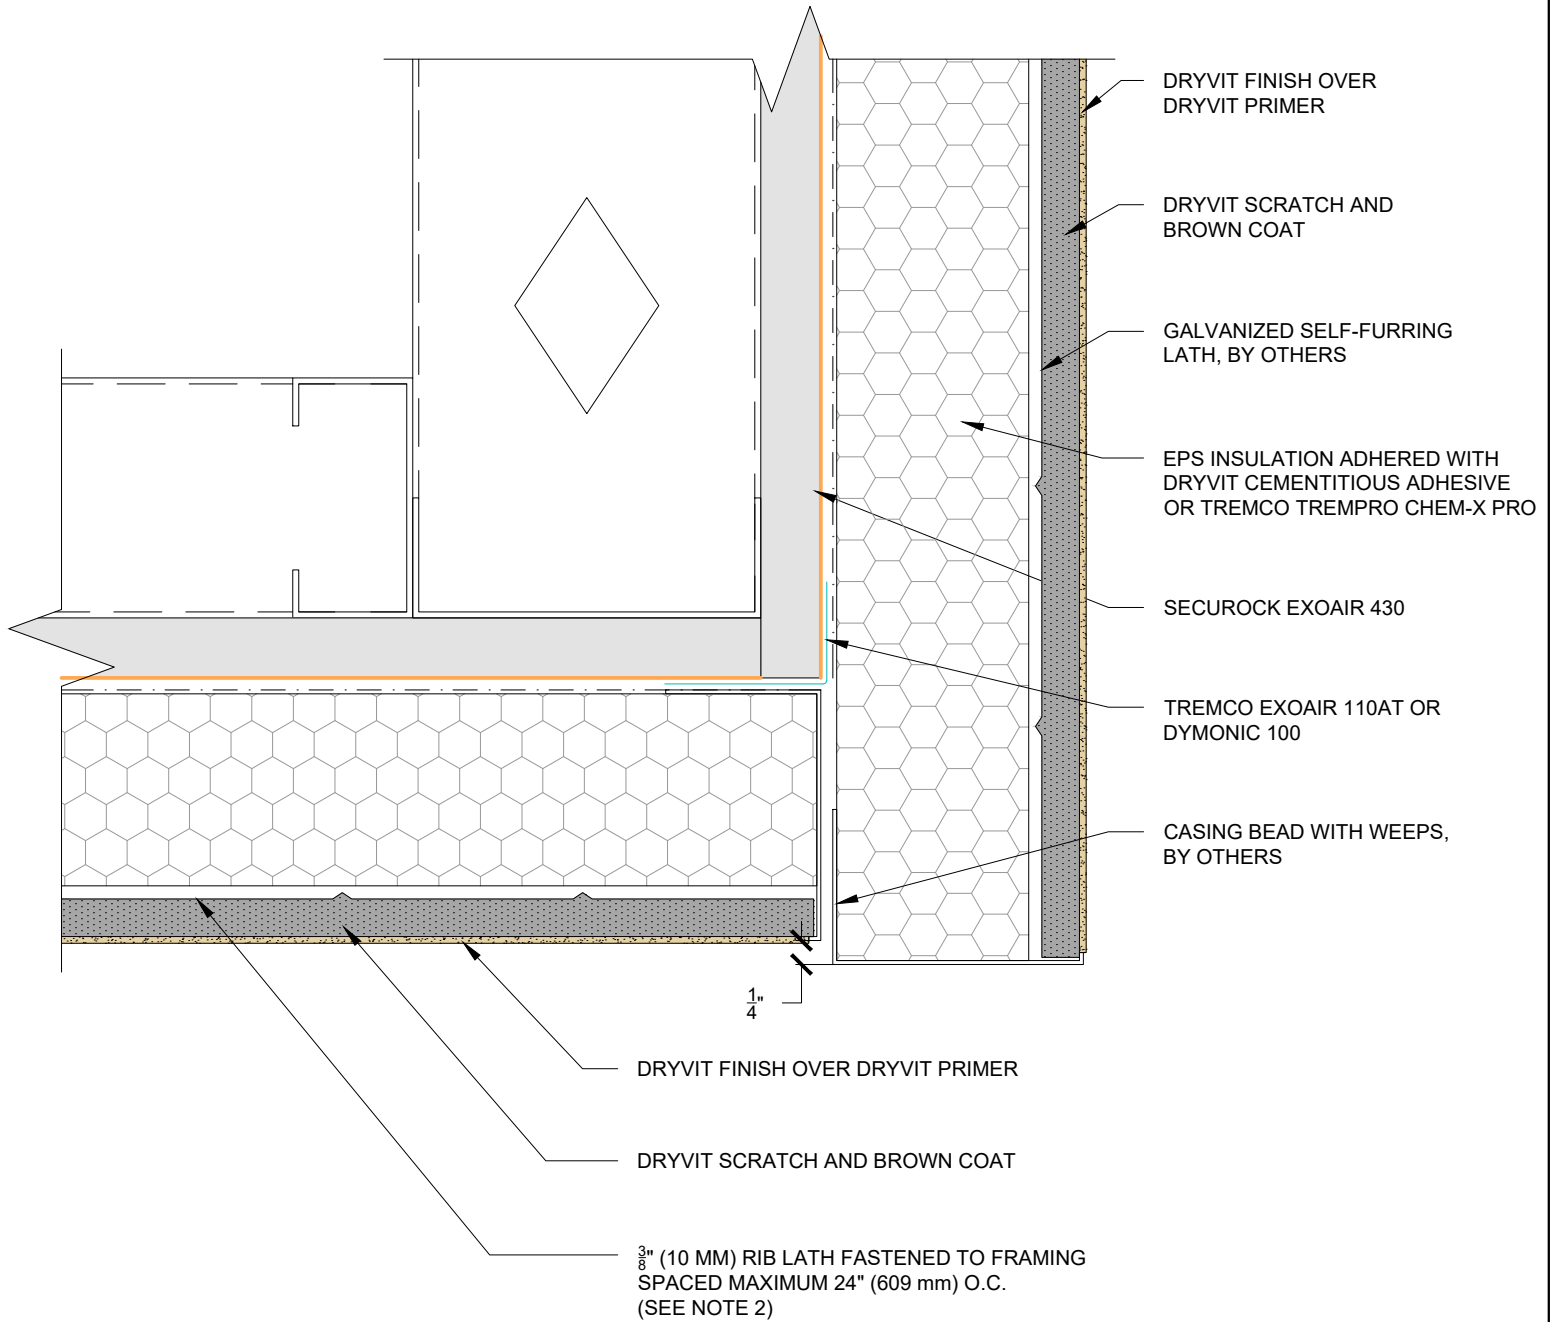 DRYVIT FINISH OVER
DRYVIT PRIMER
DRYVIT SCRATCH AND
BROWN COAT
GALVANIZED SELF-FURRING
LATH, BY OTHERS
EPS INSULATION ADHERED WITH
DRYVIT CEMENTITIOUS ADHESIVE
OR TREMCO TREMPRO CHEM-X PRO
SECUROCK EXOAIR 430
TREMCO EXOAIR 110AT OR
DYMONIC 100
CASING BEAD WITH WEEPS,
BY OTHERS
1/4"
DRYVIT FINISH OVER DRYVIT PRIMER
DRYVIT SCRATCH AND BROWN COAT
3/8" (10 MM) RIB LATH FASTENED TO FRAMING
SPACED MAXIMUM 24" (609 mm) O.C.
(SEE NOTE 2)